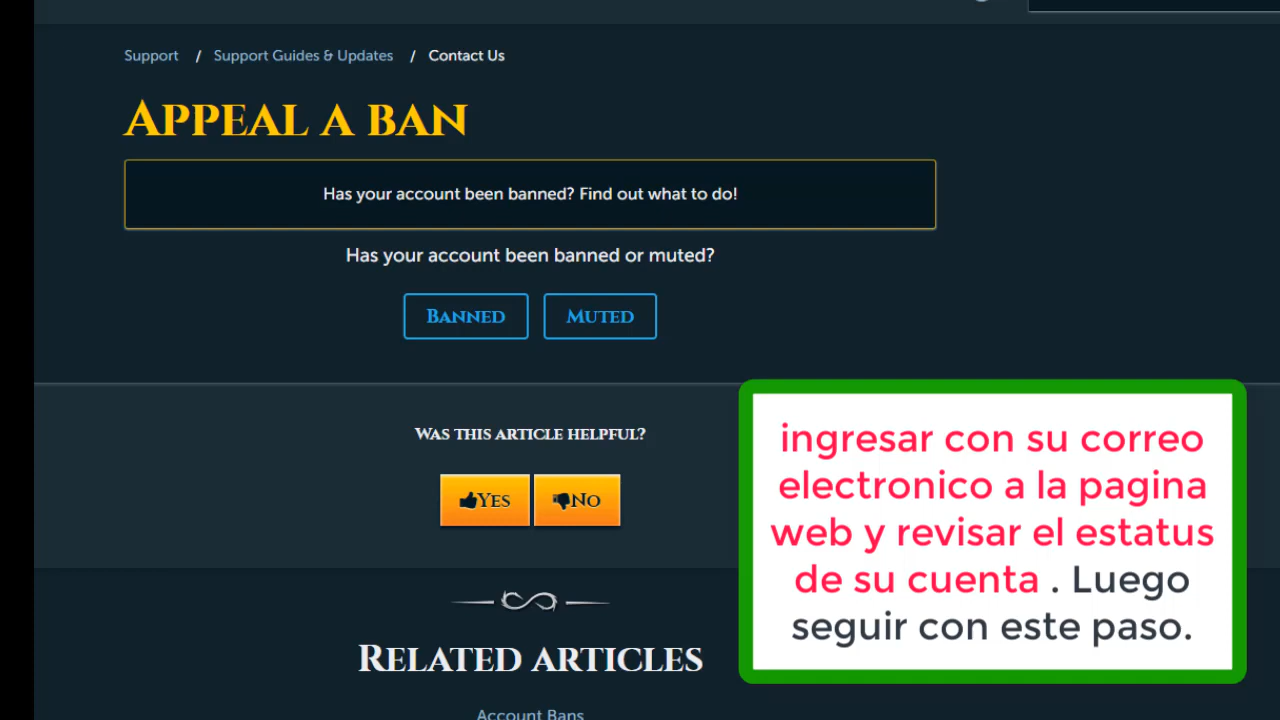 Support / Support Guides & Updates / Contact Us
Appeal a ban
Has your account been banned? Find out what to do!
Has your account been banned or muted?
Banned Muted
Was this article helpful?
Yes No
ingresar con su correo
electronico a la pagina
web y revisar el estatus
de su cuenta . Luego
seguir con este paso.
Related articles
Account Bans